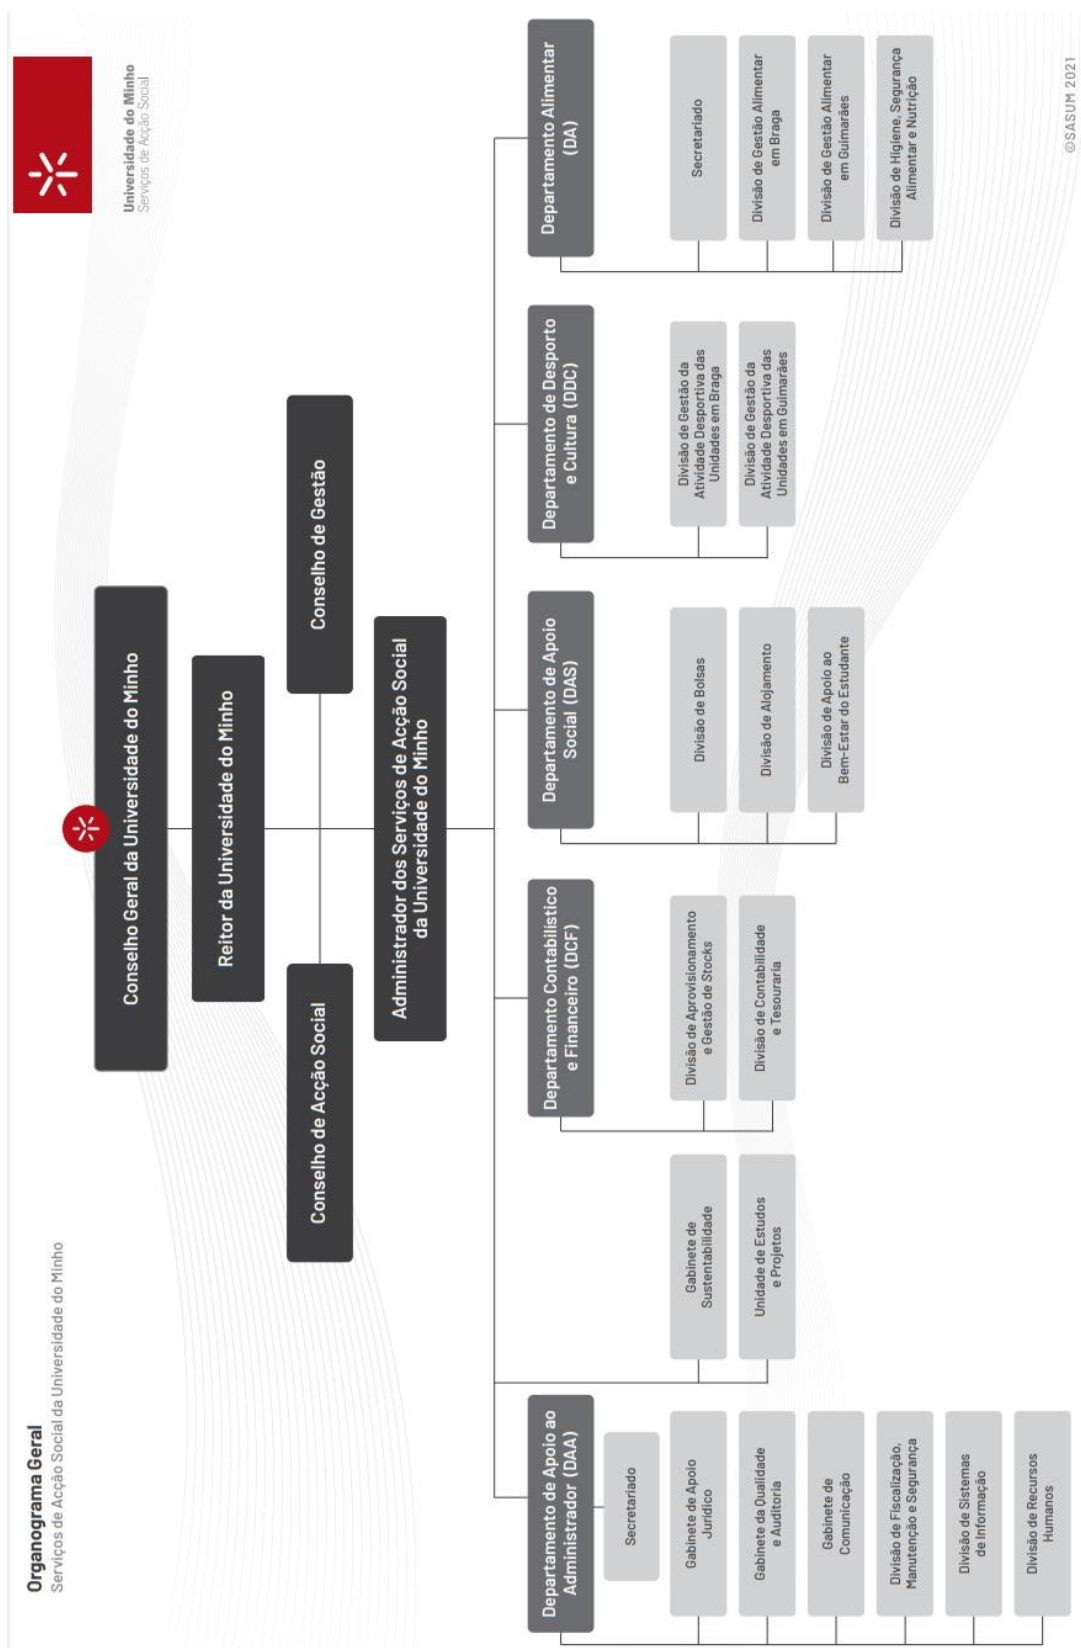 Organograma Geral
Serviços de Acção Social da Universidade do Minho
Universidade do Minho
Serviços de Acção Social
Conselho Geral da Universidade do Minho
Reitor da Universidade do Minho
Conselho de Acção Social
Conselho de Gestão
Administrador dos Serviços de Acção Social
da Universidade do Minho
Departamento de Apoio ao
Administrador (DAA)
Secretariado
Gabinete de Apoio
Jurídico
Gabinete da Qualidade
e Auditoria
Gabinete de
Comunicação
Divisão de Fiscalização,
Manutenção e Segurança
Divisão de Sistemas
de Informação
Divisão de Recursos
Humanos
Gabinete de
Sustentabilidade
Unidade de Estudos
e Projetos
Departamento Contabilístico
e Financeiro (DCF)
Divisão de Aprovisionamento
e Gestão de Stocks
Divisão de Contabilidade
e Tesouraria
Departamento de Apoio
Social (DAS)
Divisão de Bolsas
Divisão de Alojamento
Divisão de Apoio ao
Bem-Estar do Estudante
Departamento de Desporto
e Cultura (DDC)
Divisão de Gestão da
Atividade Desportiva das
Unidades em Braga
Divisão de Gestão da
Atividade Desportiva das
Unidades em Guimarães
Departamento Alimentar
(DA)
Secretariado
Divisão de Gestão Alimentar
em Braga
Divisão de Gestão Alimentar
em Guimarães
Divisão de Higiene, Segurança
Alimentar e Nutrição
©SASUM 2021